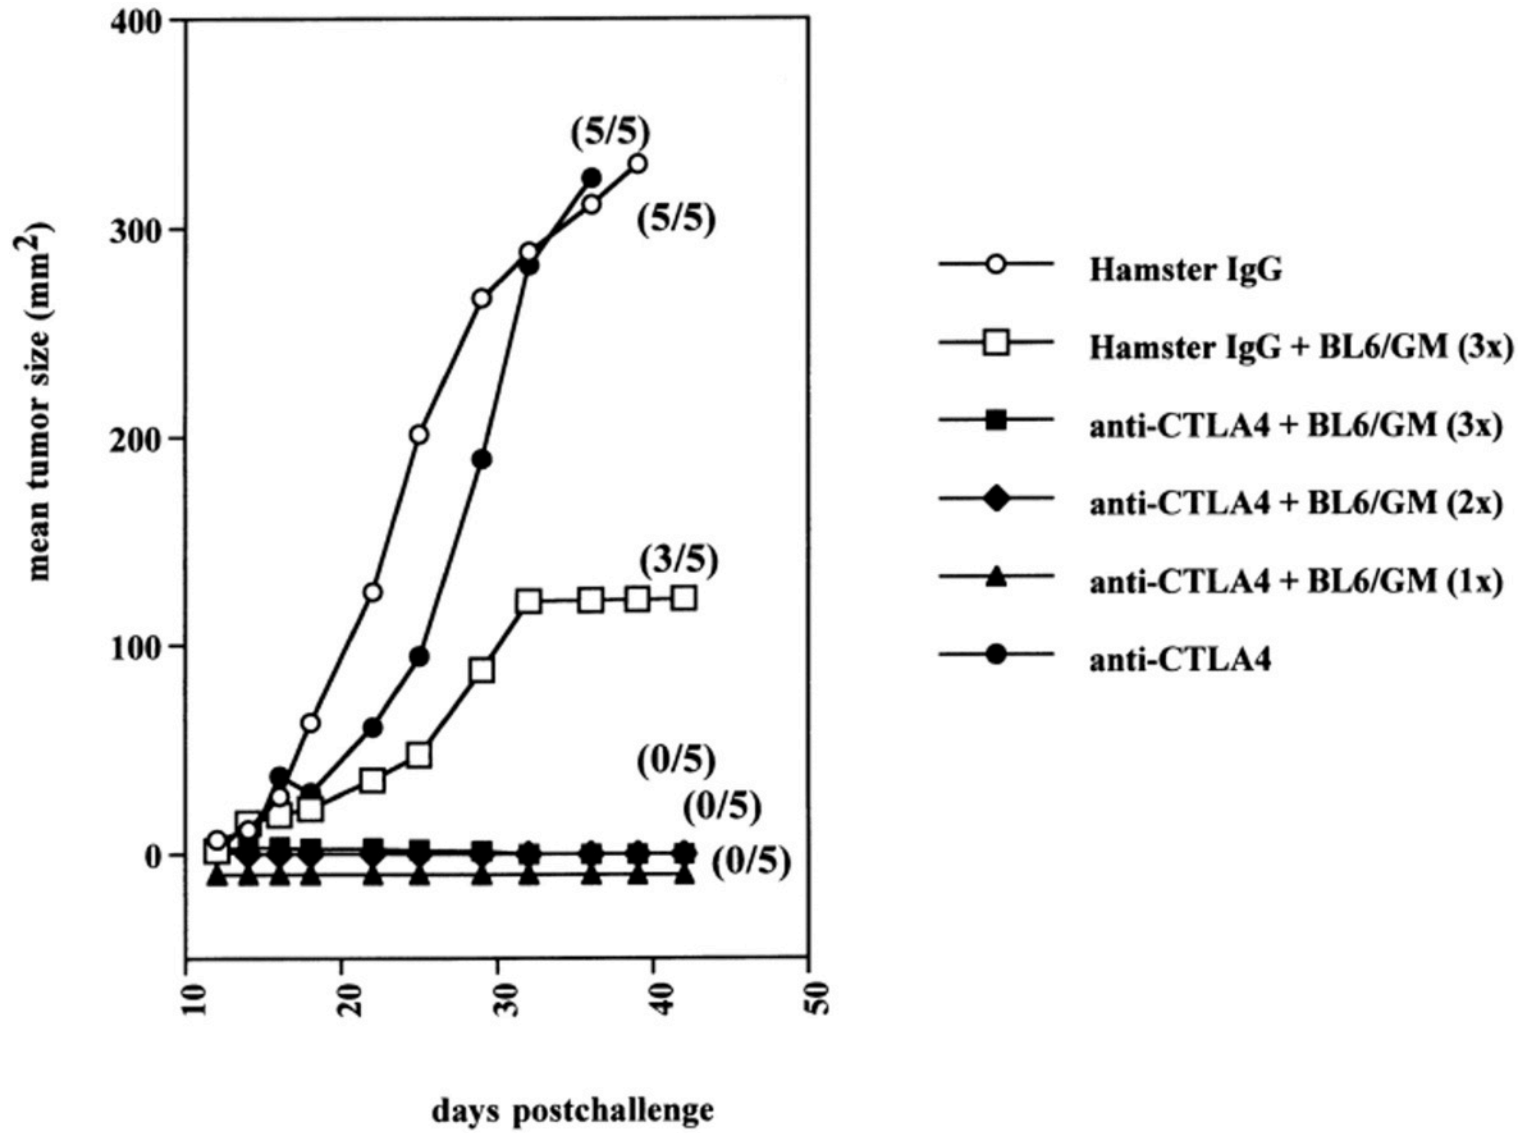 400
300
200
100
0
mean tumor size (mm²)
(5/5)
(5/5)
(3/5)
(0/5)
(0/5)
(0/5)
10
20
30
40
50
days postchallenge
Hamster IgG
Hamster IgG + BL6/GM (3x)
anti-CTLA4 + BL6/GM (3x)
anti-CTLA4 + BL6/GM (2x)
anti-CTLA4 + BL6/GM (1x)
anti-CTLA4